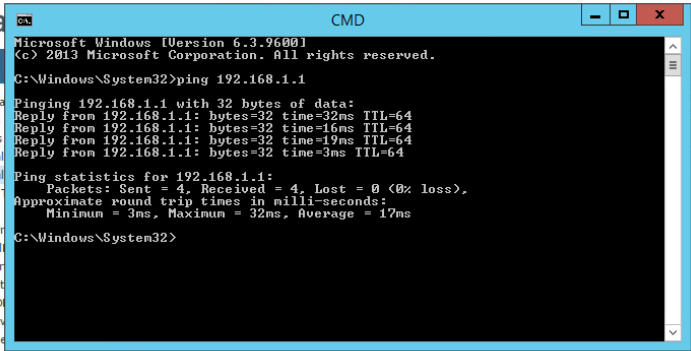 CMD
Microsoft Windows [Version 6.3.9600]
(c) 2013 Microsoft Corporation. All rights reserved.
C:\Windows\System32>ping 192.168.1.1
Pinging 192.168.1.1 with 32 bytes of data:
Reply from 192.168.1.1: bytes=32 time=32ms TTL=64
Reply from 192.168.1.1: bytes=32 time=16ms TTL=64
Reply from 192.168.1.1: bytes=32 time=19ms TTL=64
Reply from 192.168.1.1: bytes=32 time=3ms TTL=64
Ping statistics for 192.168.1.1:
Packets: Sent = 4, Received = 4, Lost = 0 (0% loss),
Approximate round trip times in milli-seconds:
Minimum = 3ms, Maximum = 32ms, Average = 17ms
C:\Windows\System32>